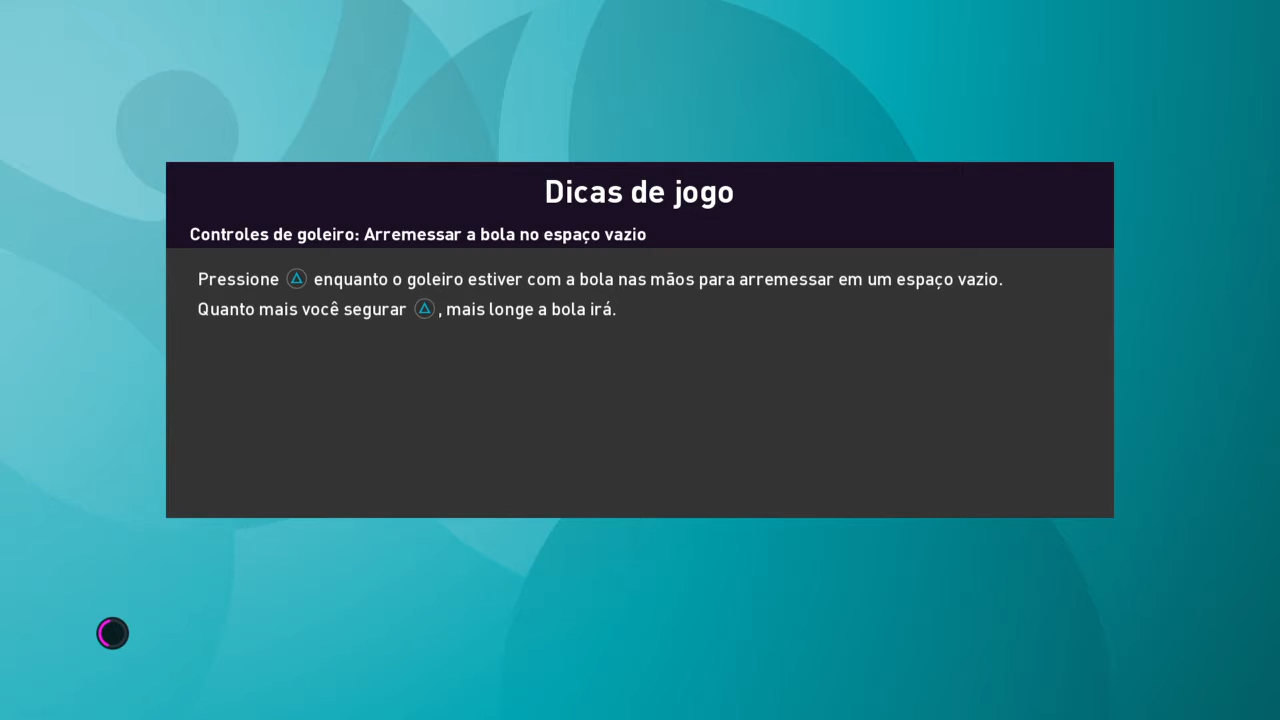 Dicas de jogo
Controles de goleiro: Arremessar a bola no espaço vazio
Pressione △ enquanto o goleiro estiver com a bola nas mãos para arremessar em um espaço vazio.
Quanto mais você segurar △, mais longe a bola irá.